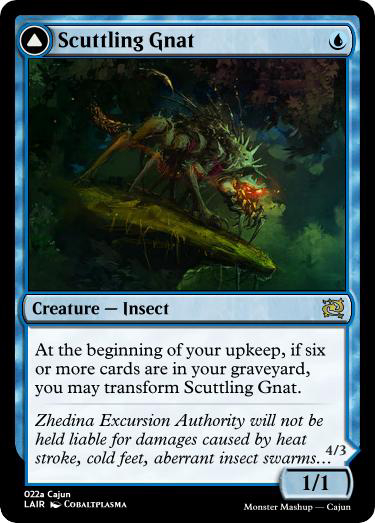 Scuttling Gnat
Creature — Insect
At the beginning of your upkeep, if six
or more cards are in your graveyard,
you may transform Scuttling Gnat.
Zhedina Excursion Authority will not be
held liable for damages caused by heat
stroke, cold feet, aberrant insect swarms...
4/3
1/1
022a Cajun
LAIR Cobaltplasma
Monster Mashup — Cajun